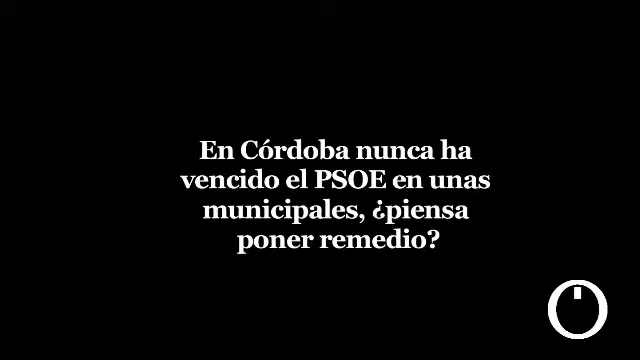 En Córdoba nunca ha
vencido el PSOE en unas
municipales, ¿piensa
poner remedio?